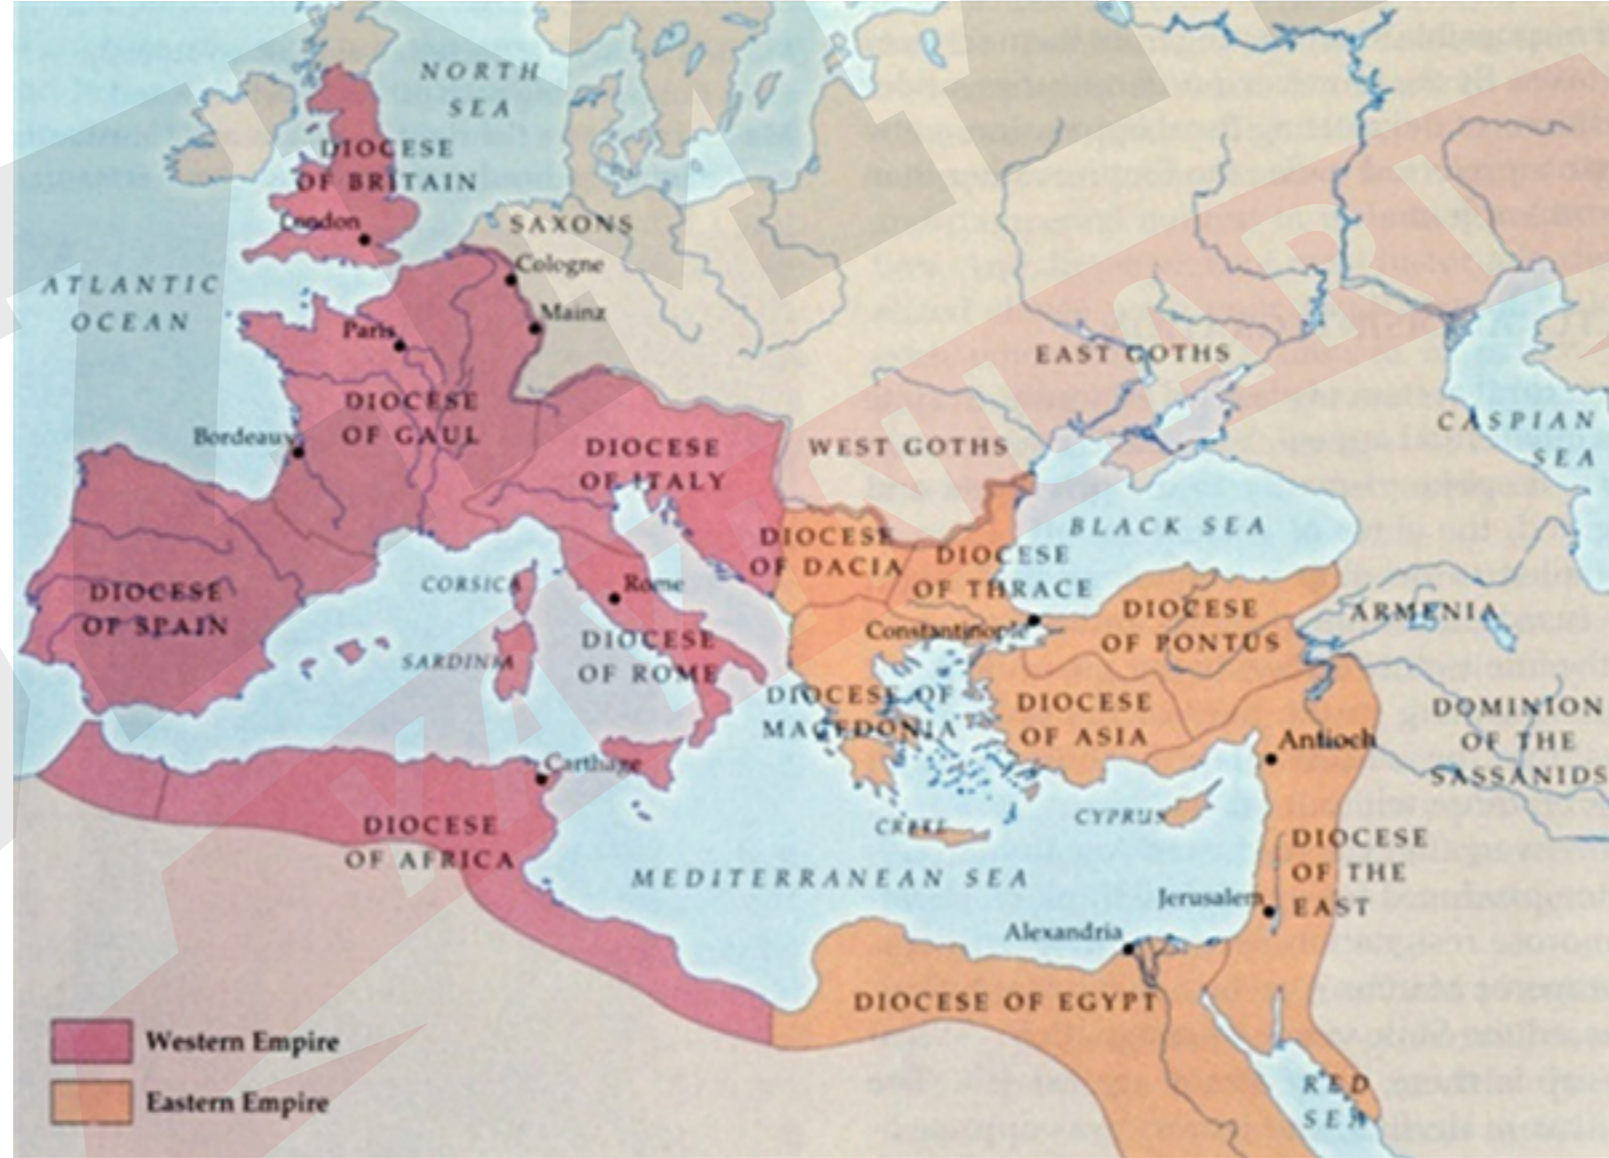 NORTH
SEA
DIOCESE
OF BRITAIN
London
SAXONS
Cologne
Mainz
ATLANTIC
OCEAN
Paris
EAST GOTHS
DIOCESE
OF GAUL
Bordeaux
DIOCESE
OF ITALY
WEST GOTHS
CASPIAN
SEA
BLACK SEA
DIOCESE
OF DACIA
DIOCESE
OF THRACE
CORSICA
Rome
DIOCESE
OF SPAIN
DIOCESE
OF PONTUS
ARMENIA
Constantinople
SARDINIA
DIOCESE
OF ROME
DIOCESE OF
MACEDONIA
DIOCESE
OF ASIA
DOMINION
OF THE
SASSANIDS
Antioch
Carthage
CRETE
CYPRUS
DIOCESE
OF AFRICA
DIOCESE
OF THE
EAST
MEDITERRANEAN SEA
Jerusalem
Alexandria
DIOCESE OF EGYPT
Western Empire
Eastern Empire
RED
SEA